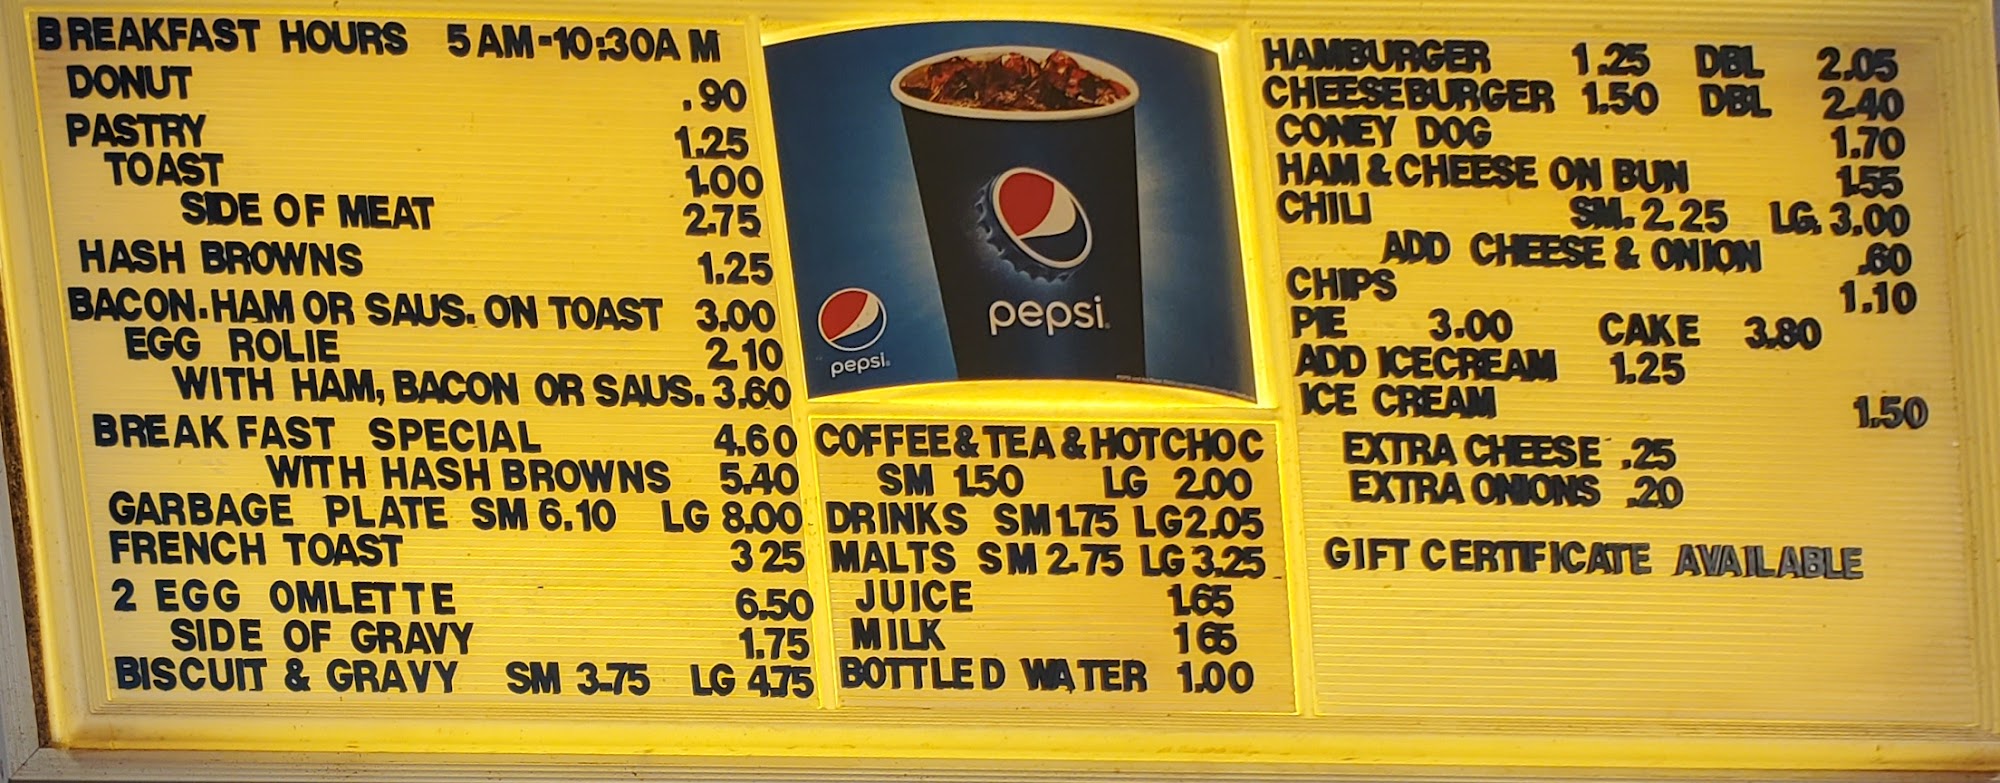 BREAKFAST HOURS 5AM-10:30AM
DONUT .90
PASTRY 1.25
TOAST 1.00
SIDE OF MEAT 2.75
HASH BROWNS 1.25
BACON.HAM OR SAUS. ON TOAST 3.00
EGG ROLIE 2.10
WITH HAM, BACON OR SAUS. 3.60
BREAKFAST SPECIAL 4.60
WITH HASH BROWNS 5.40
GARBAGE PLATE SM 6.10 LG 8.00
FRENCH TOAST 3 25
2 EGG OMLETTE 6.50
SIDE OF GRAVY 1.75
BISCUIT & GRAVY SM 3.75 LG 4.75
pepsi
pepsi
COFFEE & TEA & HOT CHOC
SM 1.50 LG 2.00
DRINKS SM 1.75 LG 2.05
MALTS SM 2.75 LG 3.25
JUICE 1.65
MILK 1 65
BOTTLED WATER 1.00
HAMBURGER 1.25 DBL 2.05
CHEESEBURGER 1.50 DBL 2.40
CONEY DOG 1.70
HAM & CHEESE ON BUN 1.55
CHILI SM. 2.25 LG. 3.00
ADD CHEESE & ONION .60
CHIPS 1.10
PIE 3.00 CAKE 3.80
ADD ICECREAM 1.25
ICE CREAM 1.50
EXTRA CHEESE .25
EXTRA ONIONS .20
GIFT CERTIFICATE AVAILABLE